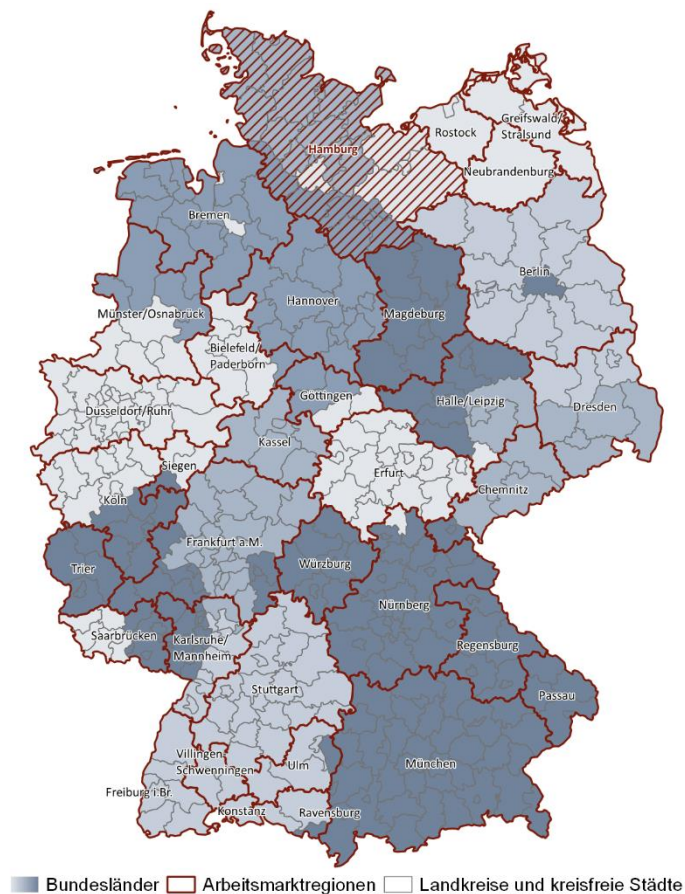 Greifswald/
Stralsund
Rostock
Hamburg
Neubrandenburg
Bremen
Berlin
Hannover
Magdeburg
Münster/Osnabrück
Bielefeld/
Paderborn
Göttingen
Halle/Leipzig
Dresden
Düsseldorf/Ruhr
Kassel
Siegen
Erfurt
Köln
Chemnitz
Frankfurt a.M.
Trier
Würzburg
Nürnberg
Saarbrücken
Karlsruhe/
Mannheim
Regensburg
Stuttgart
Passau
Villingen
Schwenningen
Ulm
München
Freiburg i.Br.
Konstanz
Ravensburg
Bundesländer Arbeitsmarktregionen Landkreise und kreisfreie Städte